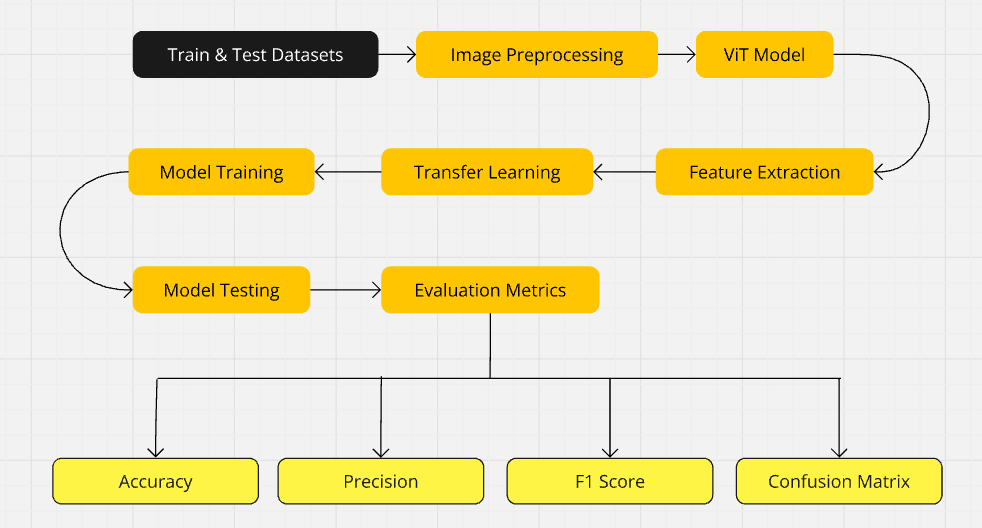 Train & Test Datasets
Image Preprocessing
ViT Model
Model Training
Transfer Learning
Feature Extraction
Model Testing
Evaluation Metrics
Accuracy
Precision
F1 Score
Confusion Matrix